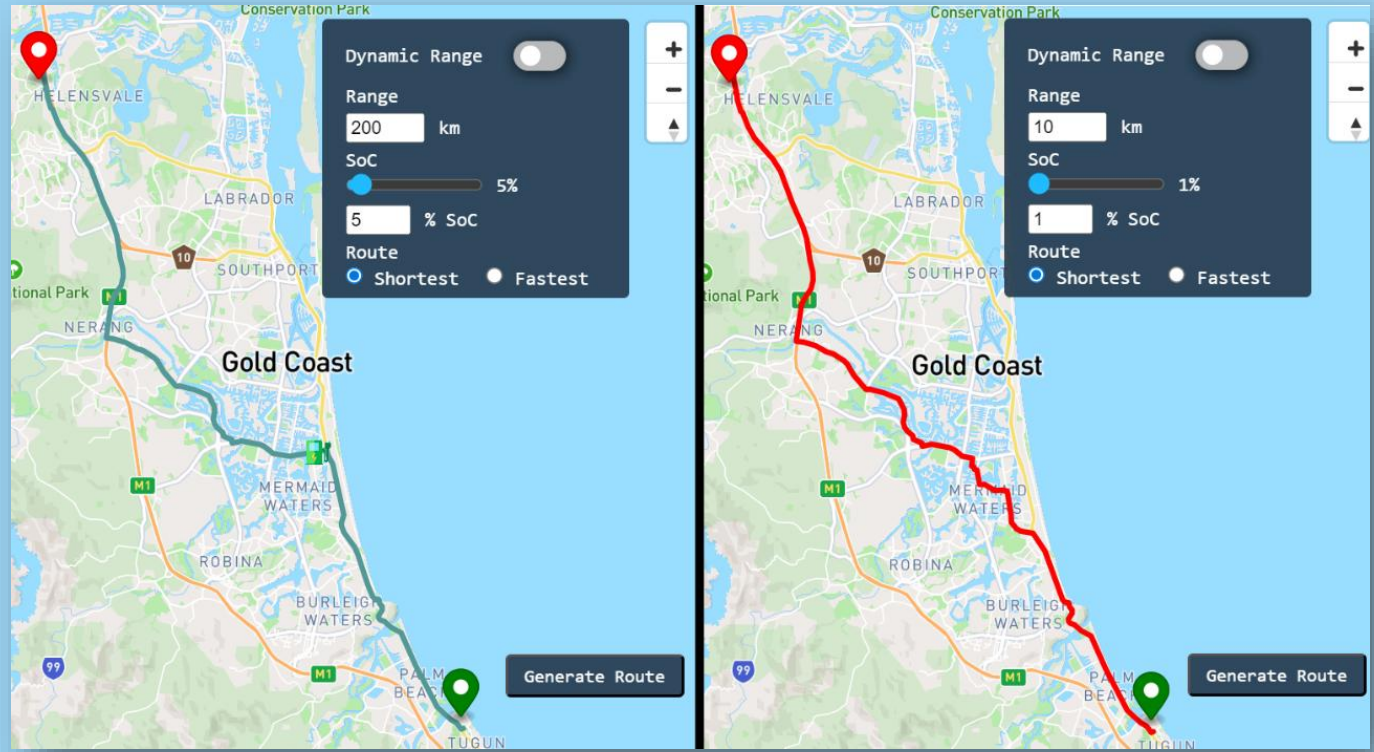 Conservation Park
Dynamic Range
Range
200 km
SoC
5%
5 % SoC
Route
Shortest Fastest
HELENSVALE
LABRADOR
10
SOUTHPORT
tional Park
M1
NERANG
Gold Coast
M1
MERMAID
WATERS
ROBINA
BURLEIGH
WATERS
99
M1
PALM
BEACH
TUGUN
Generate Route
Conservation Park
Dynamic Range
Range
10 km
SoC
1%
1 % SoC
Route
Shortest Fastest
HELENSVALE
LABRADOR
10
SOUTHPORT
tional Park
M1
NERANG
Gold Coast
M1
MERMAID
WATERS
ROBINA
BURLEIGH
WATERS
99
M1
PALM
BEACH
TUGUN
Generate Route